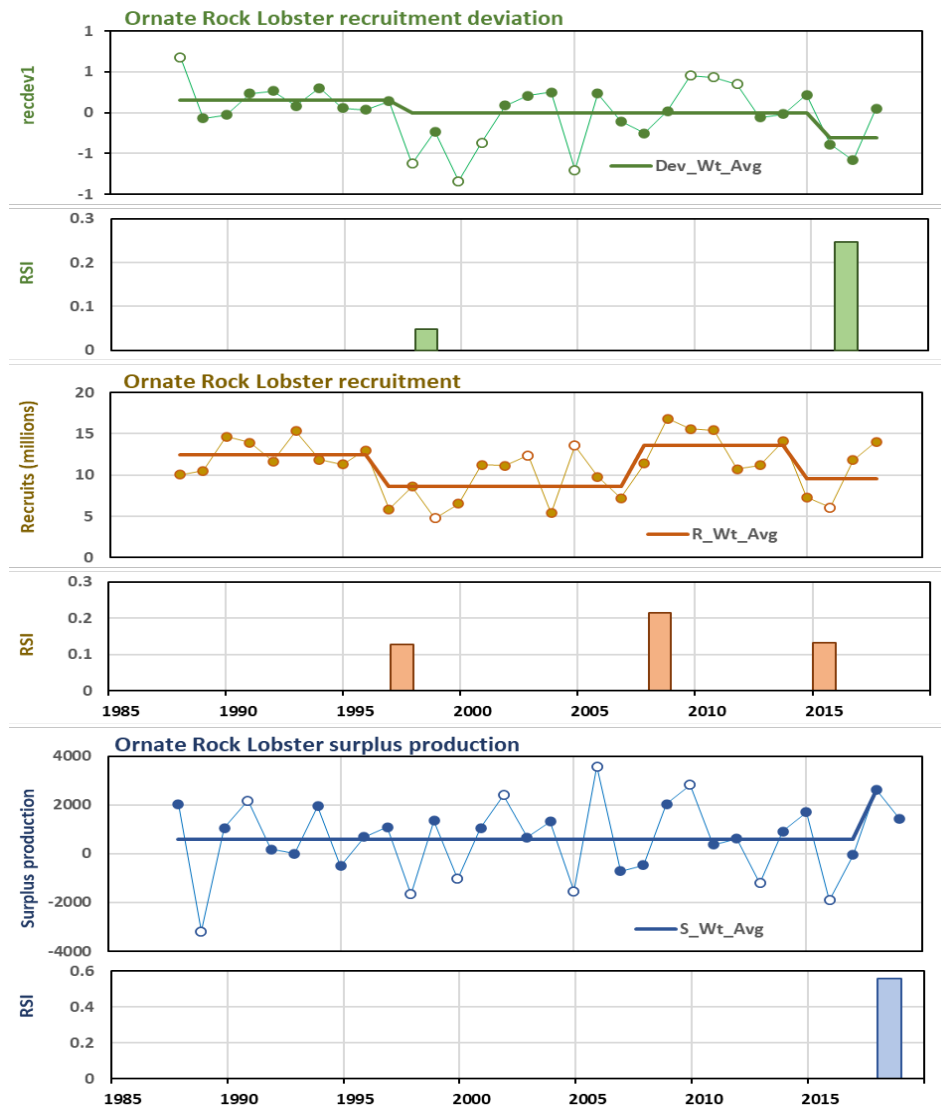 Ornate Rock Lobster recruitment deviation
1
1
0
-1
-1
recdev1
Dev_Wt_Avg
0.3
0.2
0.1
0
RSI
Ornate Rock Lobster recruitment
20
15
10
5
0
Recruits (millions)
R_Wt_Avg
0.3
0.2
0.1
0
RSI
1985 1990 1995 2000 2005 2010 2015
Ornate Rock Lobster surplus production
4000
2000
0
-2000
-4000
Surplus production
S_Wt_Avg
0.6
0.4
0.2
0
RSI
1985 1990 1995 2000 2005 2010 2015